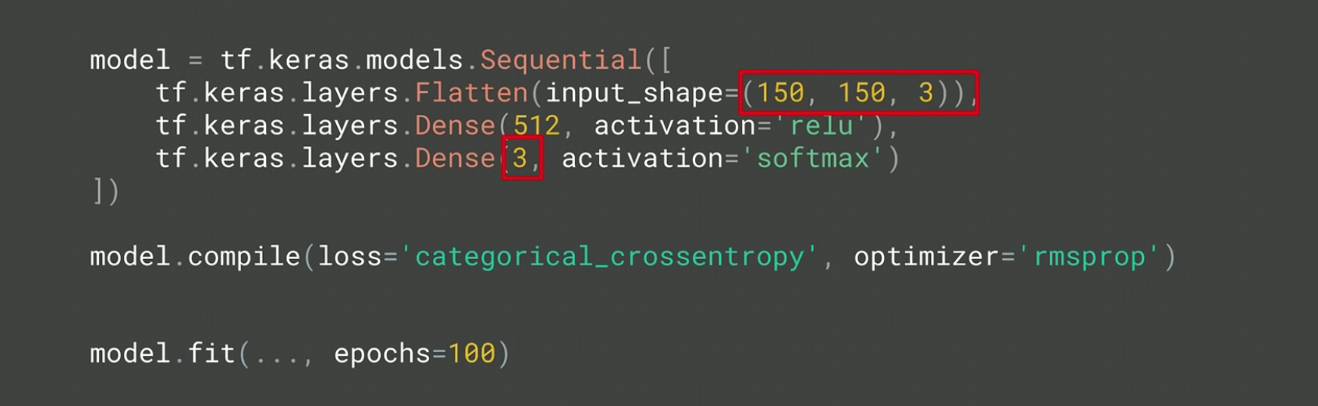 model = tf.keras.models.Sequential([
    tf.keras.layers.Flatten(input_shape=(150, 150, 3)),
    tf.keras.layers.Dense(512, activation='relu'),
    tf.keras.layers.Dense(3, activation='softmax')
])
model.compile(loss='categorical_crossentropy', optimizer='rmsprop')
model.fit(..., epochs=100)